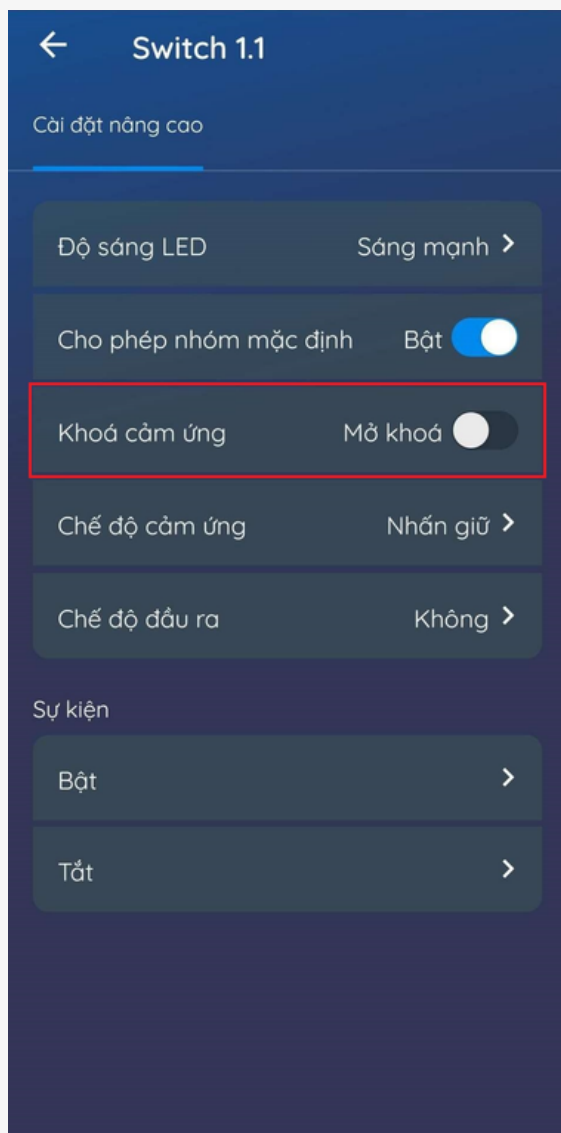 Switch 1.1
Cài đặt nâng cao
Độ sáng LED Sáng mạnh
Cho phép nhóm mặc định Bật
Khoá cảm ứng Mở khoá
Chế độ cảm ứng Nhấn giữ
Chế độ đầu ra Không
Sự kiện
Bật
Tắt